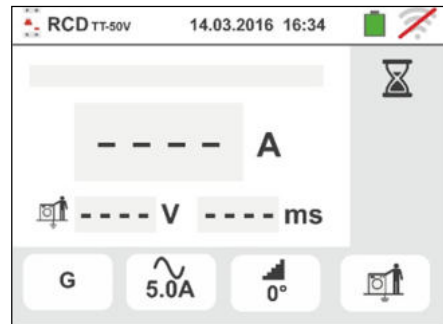 RCD TT-50V 14.03.2016 16:34
- - - - A
- - - - V - - - - ms
G 5.0A 0°